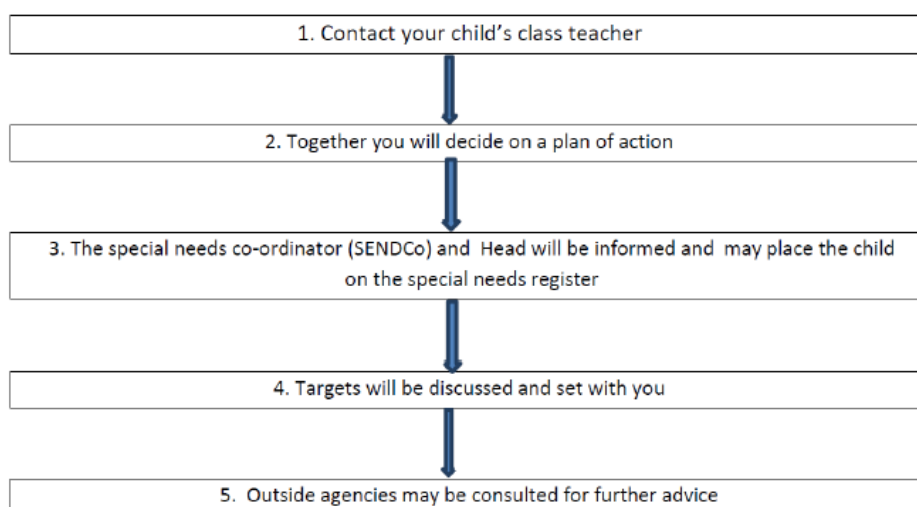 1. Contact your child's class teacher
2. Together you will decide on a plan of action
3. The special needs co-ordinator (SENDCo) and Head will be informed and may place the child
on the special needs register
4. Targets will be discussed and set with you
5. Outside agencies may be consulted for further advice